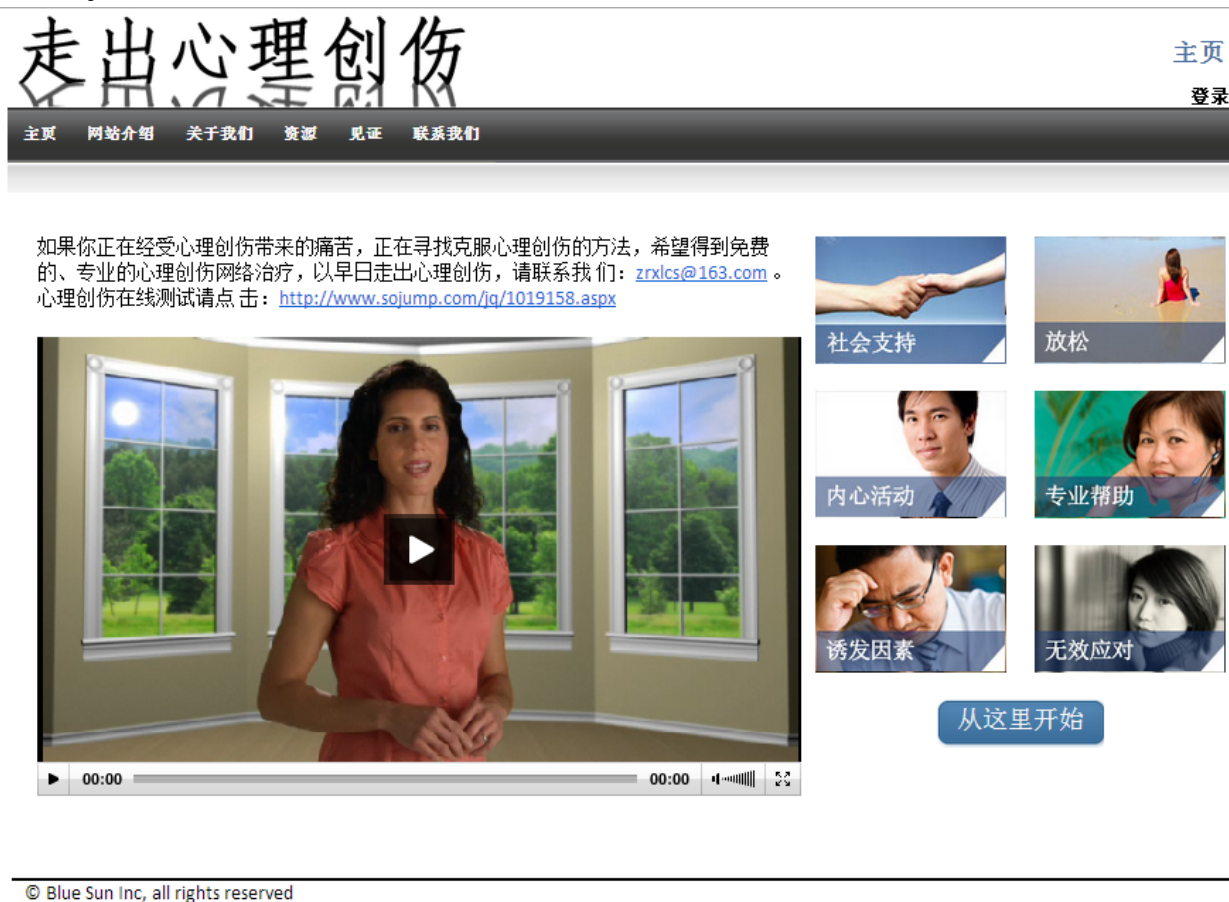 走出心理创伤
主页
登录
主页 网站介绍 关于我们 资源 见证 联系我们
如果你正在经受心理创伤带来的痛苦，正在寻找克服心理创伤的方法，希望得到免费
的、专业的心理创伤网络治疗，以早日走出心理创伤，请联系我们：zrxlcs@163.com 。
心理创伤在线测试请点击：http://www.sojump.com/jq/1019158.aspx
社会支持
放松
内心活动
专业帮助
诱发因素
无效应对
从这里开始
00:00 00:00
© Blue Sun Inc, all rights reserved